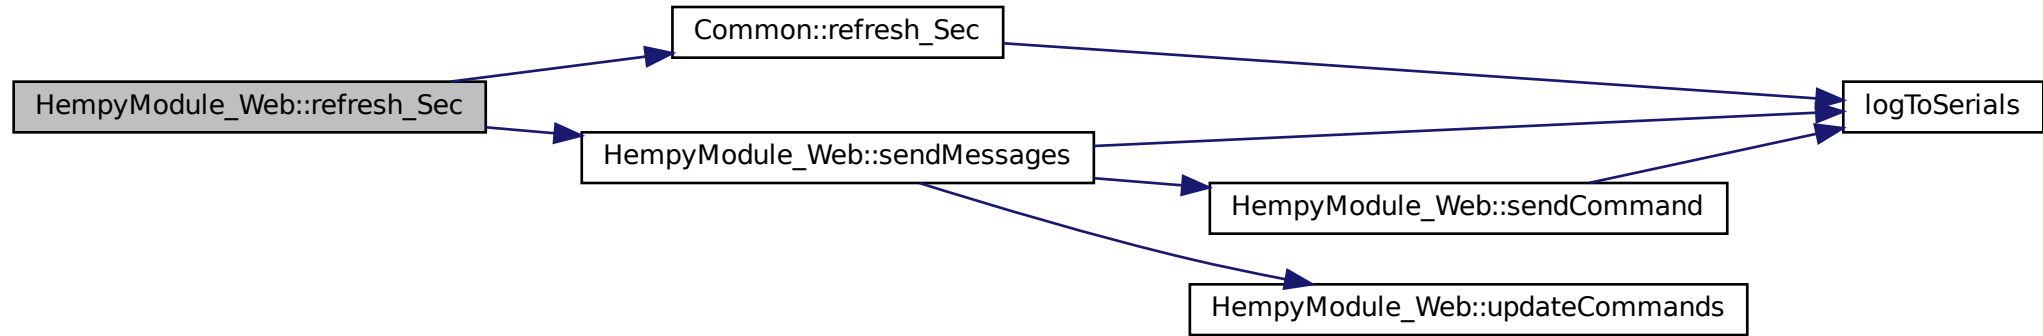 Common::refresh_Sec
HempyModule_Web::refresh_Sec
logToSerials
HempyModule_Web::sendMessages
HempyModule_Web::sendCommand
HempyModule_Web::updateCommands